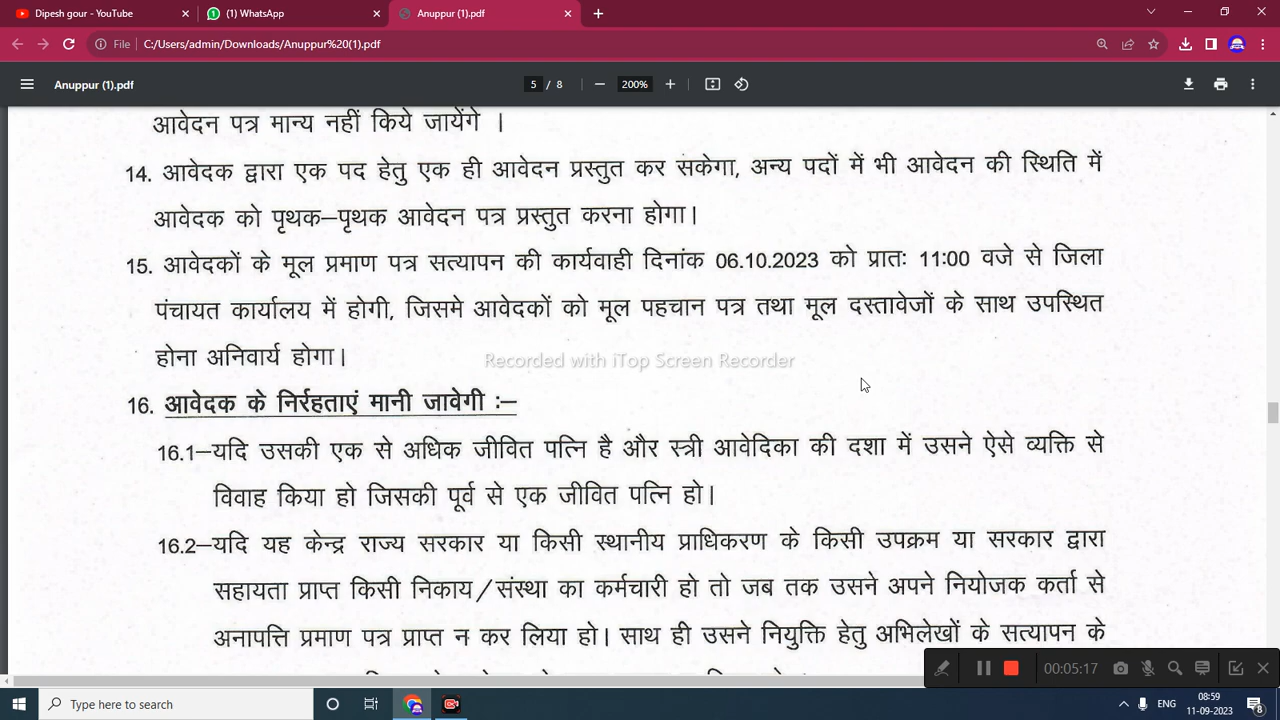 Dipesh gour - YouTube
(1) WhatsApp
Anuppur (1).pdf
File
C:/Users/admin/Downloads/Anuppur%20(1).pdf
Anuppur (1).pdf
5 / 8
200%
आवेदन पत्र मान्य नहीं किये जायेंगे ।
14. आवेदक द्वारा एक पद हेतु एक ही आवेदन प्रस्तुत कर सकेगा, अन्य पदों में भी आवेदन की स्थिति में
आवेदक को पृथक–पृथक आवेदन पत्र प्रस्तुत करना होगा।
15. आवेदकों के मूल प्रमाण पत्र सत्यापन की कार्यवाही दिनांक 06.10.2023 को प्रातः 11:00 वजे से जिला
पंचायत कार्यालय में होगी, जिसमे आवेदकों को मूल पहचान पत्र तथा मूल दस्तावेजों के साथ उपस्थित
होना अनिवार्य होगा।
Recorded with iTop Screen Recorder
16. आवेदक के निर्रहताएं मानी जावेगी :–
16.1–यदि उसकी एक से अधिक जीवित पत्नि है और स्त्री आवेदिका की दशा में उसने ऐसे व्यक्ति से
विवाह किया हो जिसकी पूर्व से एक जीवित पत्नि हो।
16.2–यदि यह केन्द्र राज्य सरकार या किसी स्थानीय प्राधिकरण के किसी उपक्रम या सरकार द्वारा
सहायता प्राप्त किसी निकाय/संस्था का कर्मचारी हो तो जब तक उसने अपने नियोजक कर्ता से
अनापत्ति प्रमाण पत्र प्राप्त न कर लिया हो। साथ ही उसने नियुक्ति हेतु अभिलेखों के सत्यापन के
00:05:17
Type here to search
ENG
08:59
11-09-2023
8